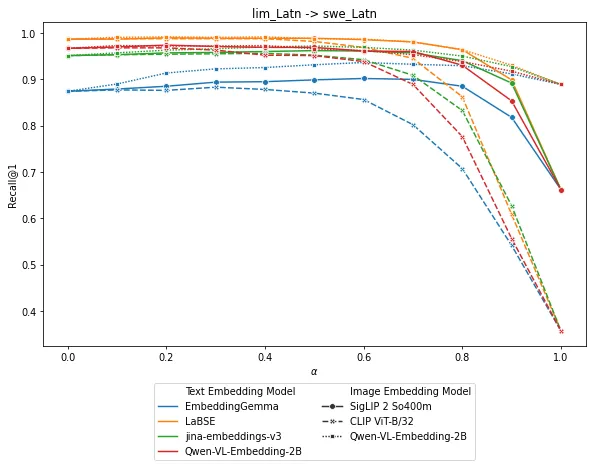 lim_Latn -> swe_Latn
Recall@1
1.0
0.9
0.8
0.7
0.6
0.5
0.4
0.0 0.2 0.4 0.6 0.8 1.0
α
Text Embedding Model Image Embedding Model
EmbeddingGemma SigLIP 2 So400m
LaBSE CLIP ViT-B/32
jina-embeddings-v3 Qwen-VL-Embedding-2B
Qwen-VL-Embedding-2B